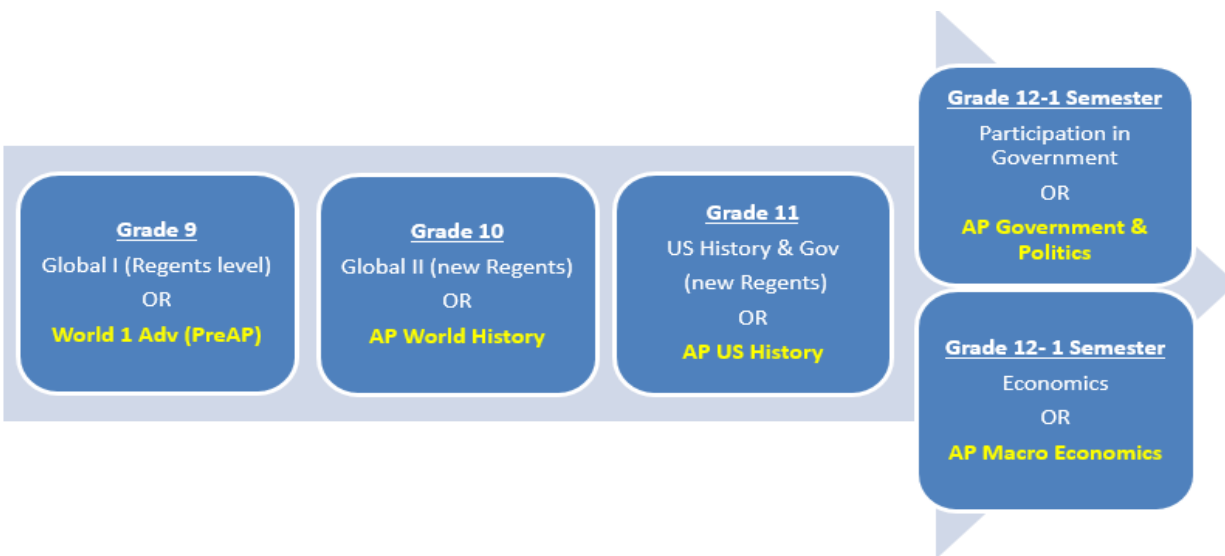 Grade 9
Global I (Regents level)
OR
World 1 Adv (PreAP)
Grade 10
Global II (new Regents)
OR
AP World History
Grade 11
US History & Gov
(new Regents)
OR
AP US History
Grade 12-1 Semester
Participation in
Government
OR
AP Government &
Politics
Grade 12- 1 Semester
Economics
OR
AP Macro Economics